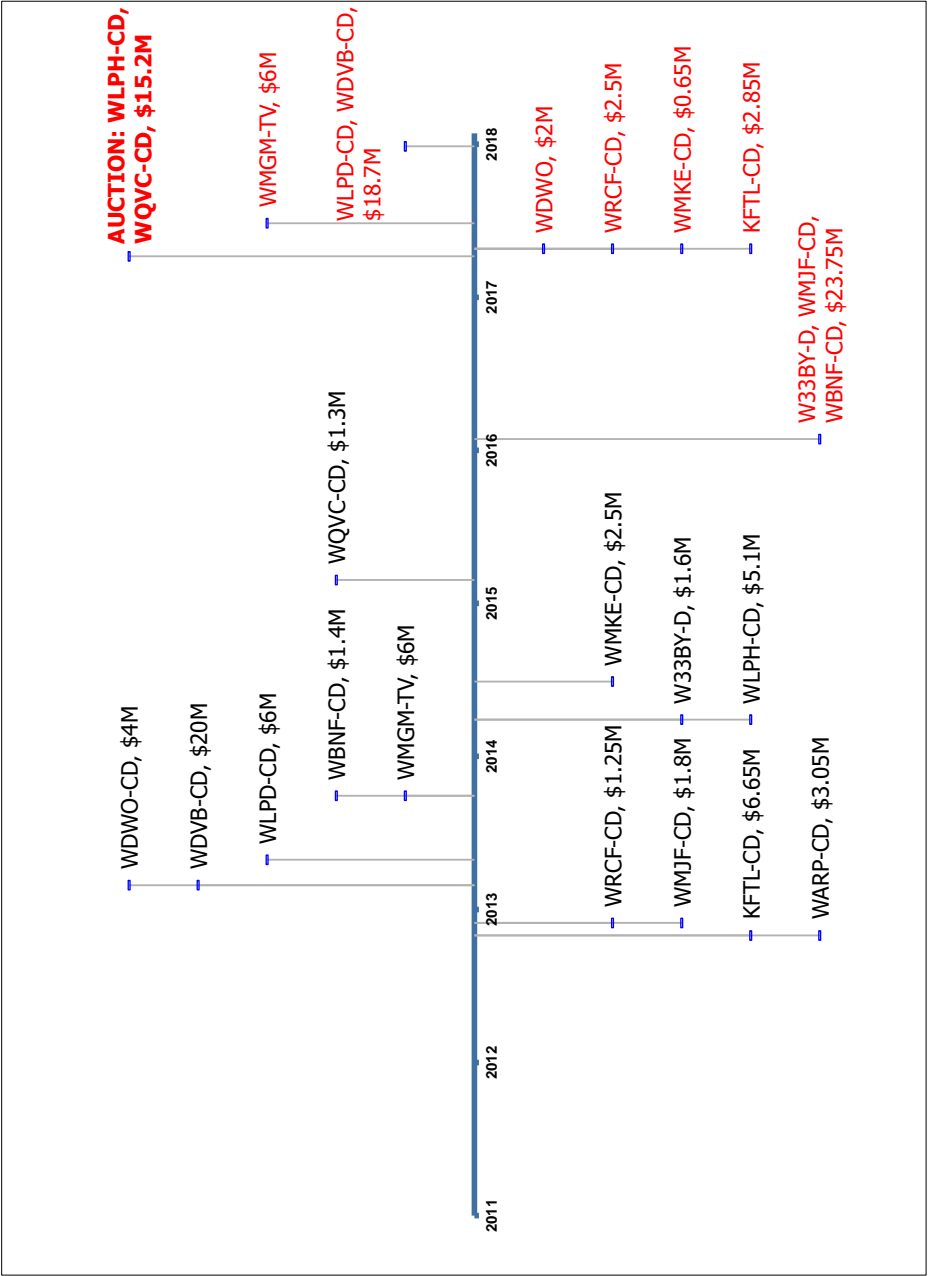 AUCTION: WLPH-CD,
WQVC-CD, $15.2M
WDWO-CD, $4M
WDVB-CD, $20M
WMGM-TV, $6M
WLPD-CD, $6M
WLPD-CD, WDVB-CD,
$18.7M
WBNF-CD, $1.4M
WQVC-CD, $1.3M
WMGM-TV, $6M
2011
2012
2013
2014
2015
2016
2017
2018
WDWO, $2M
WRCF-CD, $1.25M
WMKE-CD, $2.5M
WRCF-CD, $2.5M
WMJF-CD, $1.8M
W33BY-D, $1.6M
WMKE-CD, $0.65M
KFTL-CD, $6.65M
WLPH-CD, $5.1M
KFTL-CD, $2.85M
WARP-CD, $3.05M
W33BY-D, WMJF-CD,
WBNF-CD, $23.75M